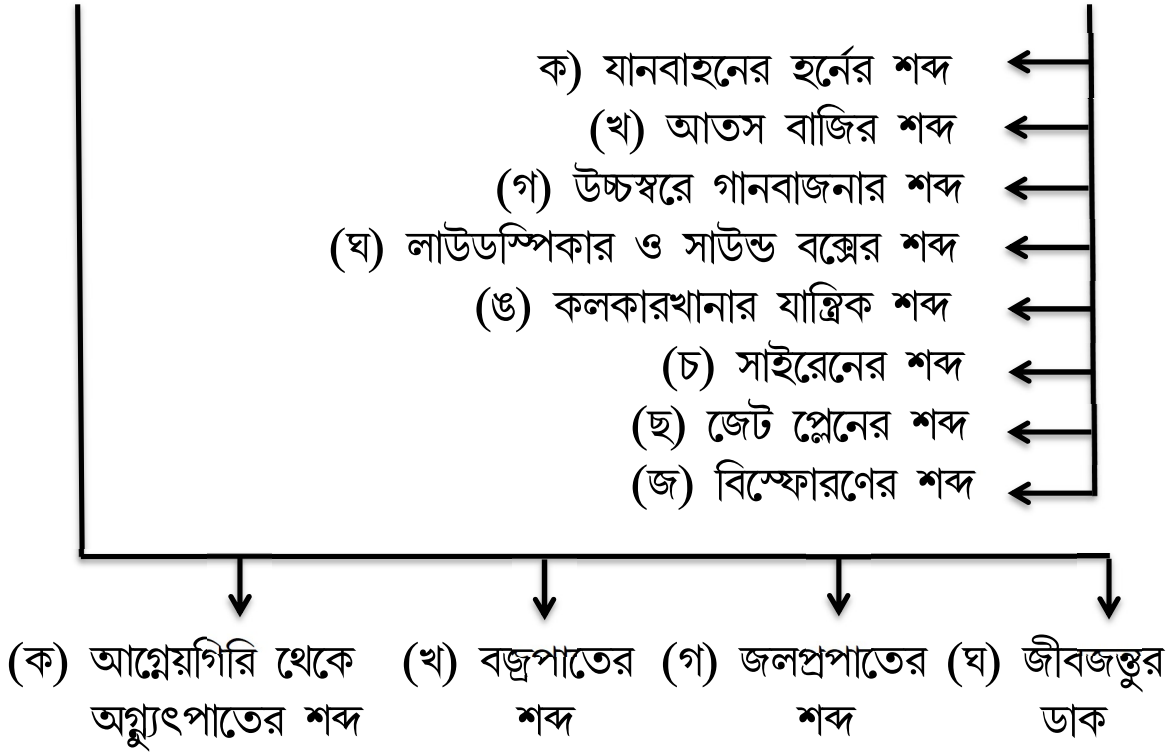 ক) যানবাহনের হর্নের শব্দ
(খ) আতস বাজির শব্দ
(গ) উচ্চস্বরে গানবাজনার শব্দ
(ঘ) লাউডস্পিকার ও সাউন্ড বক্সের শব্দ
(ঙ) কলকারখানার যান্ত্রিক শব্দ
(চ) সাইরেনের শব্দ
(ছ) জেট প্লেনের শব্দ
(জ) বিস্ফোরণের শব্দ
(ক) আগ্নেয়গিরি থেকে (খ) বজ্রপাতের (গ) জলপ্রপাতের (ঘ) জীবজন্তুর
অগ্ন্যুৎপাতের শব্দ শব্দ শব্দ ডাক